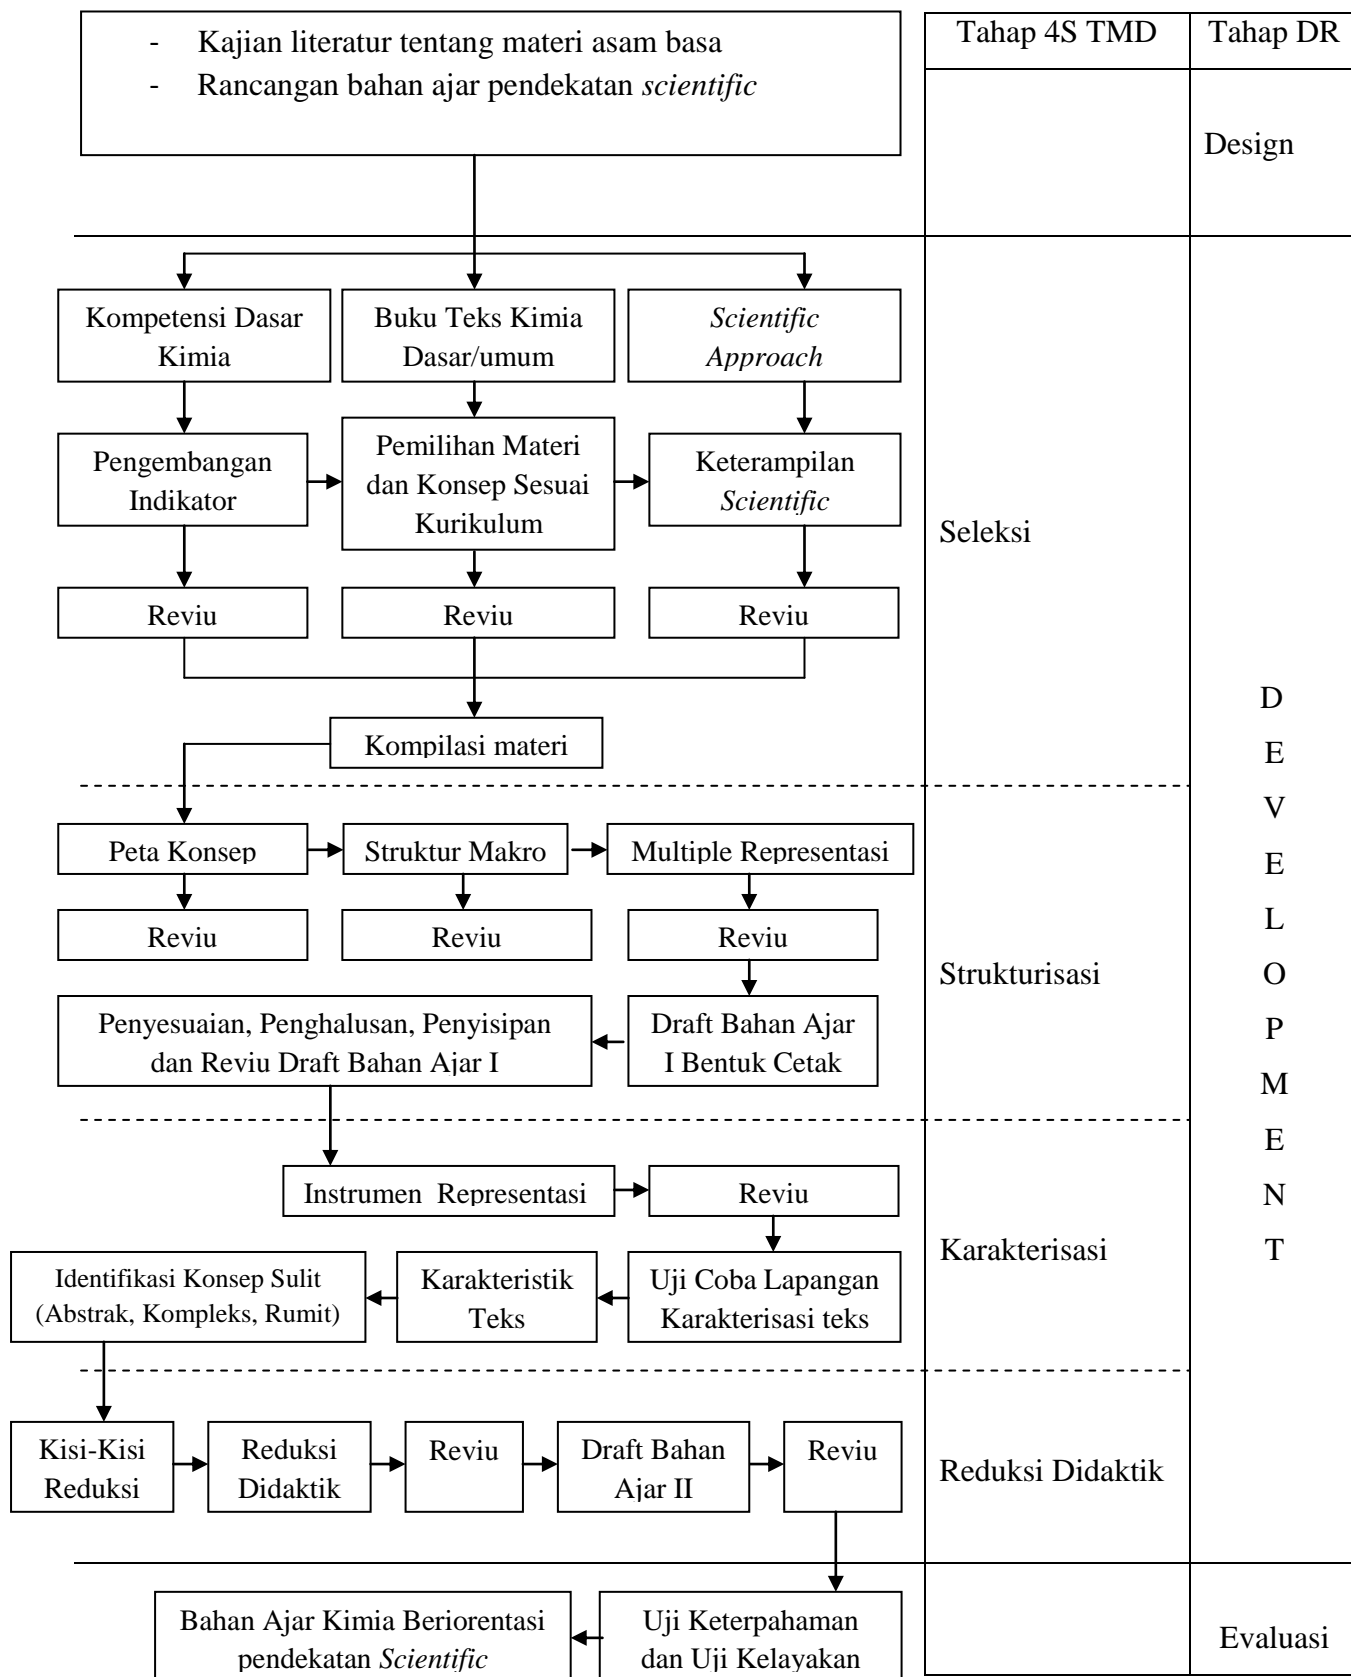 - Kajian literatur tentang materi asam basa
- Rancangan bahan ajar pendekatan scientific
Tahap 4S TMD
Tahap DR
Design
Kompetensi Dasar
Kimia
Buku Teks Kimia
Dasar/umum
Scientific
Approach
Pengembangan
Indikator
Pemilihan Materi
dan Konsep Sesuai
Kurikulum
Keterampilan
Scientific
Seleksi
Reviu
Reviu
Reviu
Kompilasi materi
Peta Konsep
Struktur Makro
Multiple Representasi
Reviu
Reviu
Reviu
Strukturisasi
Penyesuaian, Penghalusan, Penyisipan
dan Reviu Draft Bahan Ajar I
Draft Bahan Ajar
I Bentuk Cetak
Instrumen Representasi
Reviu
Karakterisasi
Identifikasi Konsep Sulit
(Abstrak, Kompleks, Rumit)
Karakteristik
Teks
Uji Coba Lapangan
Karakterisasi teks
Kisi-Kisi
Reduksi
Reduksi
Didaktik
Reviu
Draft Bahan
Ajar II
Reviu
Reduksi Didaktik
D
E
V
E
L
O
P
M
E
N
T
Bahan Ajar Kimia Beriorentasi
pendekatan Scientific
Uji Keterpahaman
dan Uji Kelayakan
Evaluasi